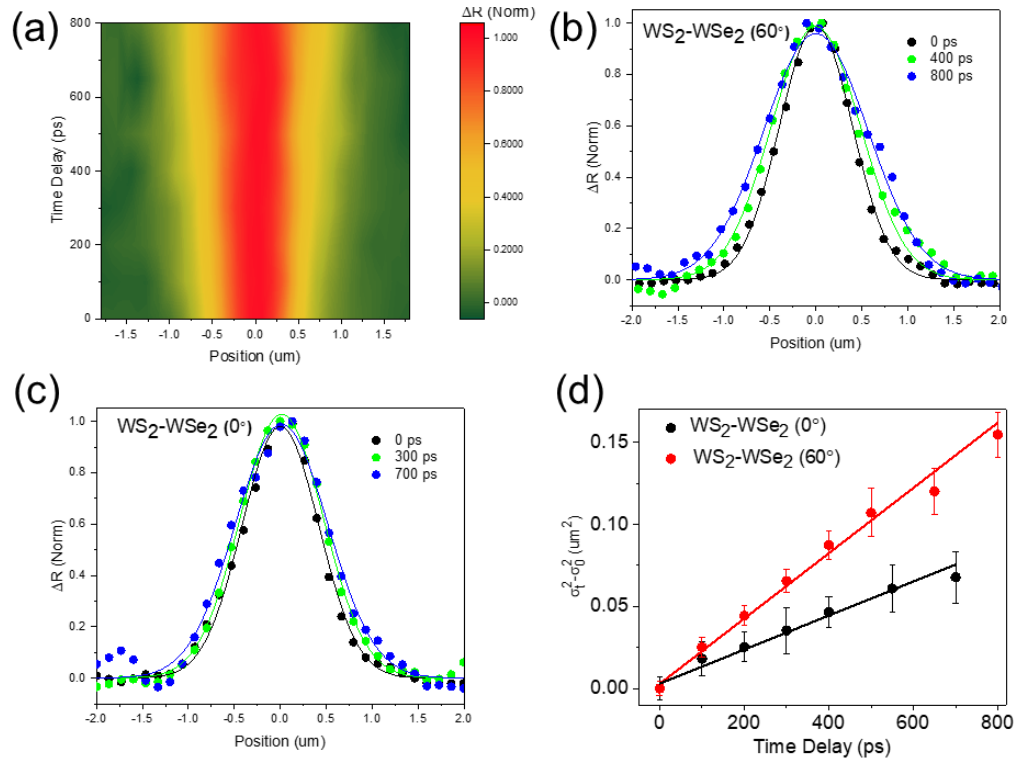 (a)
ΔR (Norm)
1.000
0.8000
0.6000
0.4000
0.2000
0.000
800
600
400
200
0
Time Delay (ps)
-1.5
-1.0
-0.5
0.0
0.5
1.0
1.5
Position (um)
(b)
WS2-WSe2 (60°)
0 ps
400 ps
800 ps
1.0
0.8
0.6
0.4
0.2
0.0
ΔR (Norm)
-2.0
-1.5
-1.0
-0.5
0.0
0.5
1.0
1.5
2.0
Position (um)
(c)
WS2-WSe2 (0°)
0 ps
300 ps
700 ps
1.0
0.8
0.6
0.4
0.2
0.0
ΔR (Norm)
-2.0
-1.5
-1.0
-0.5
0.0
0.5
1.0
1.5
2.0
Position (um)
(d)
WS2-WSe2 (0°)
WS2-WSe2 (60°)
0.15
0.10
0.05
0.00
σt²-σ0² (um²)
0
200
400
600
800
Time Delay (ps)